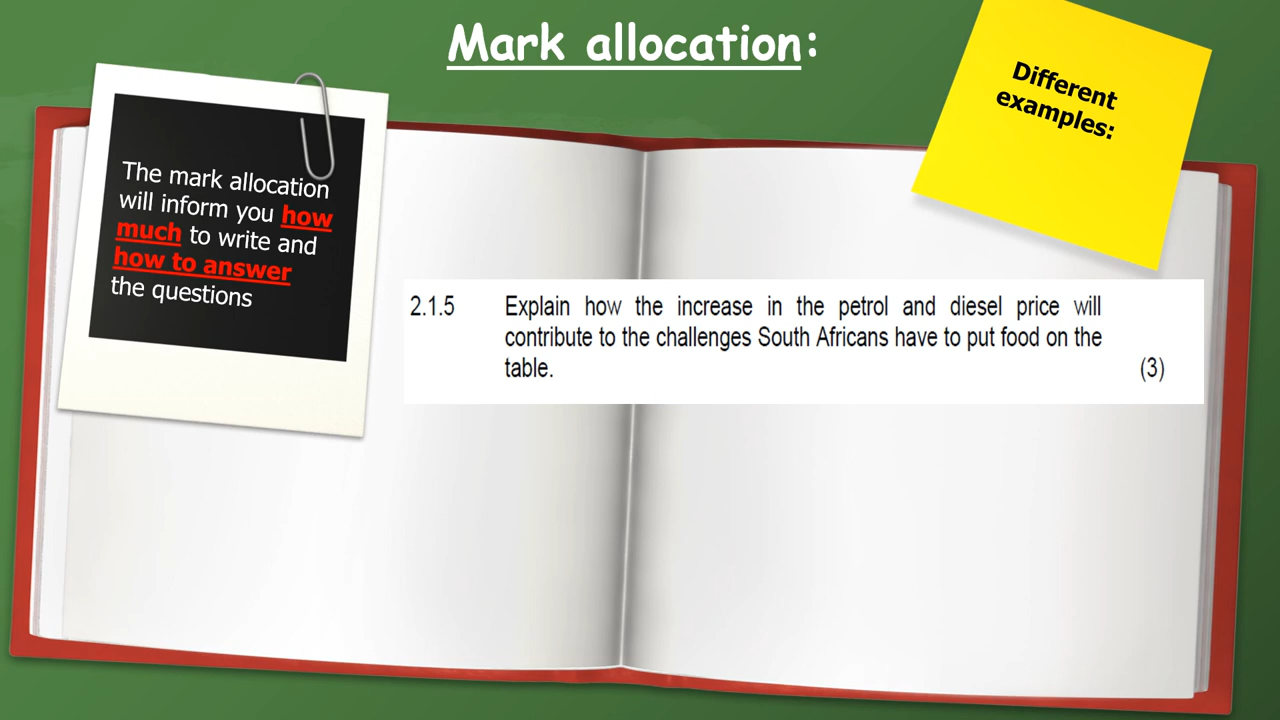 Mark allocation:
Different
examples:
The mark allocation
will inform you how
much to write and
how to answer
the questions
2.1.5 Explain how the increase in the petrol and diesel price will
contribute to the challenges South Africans have to put food on the
table. (3)